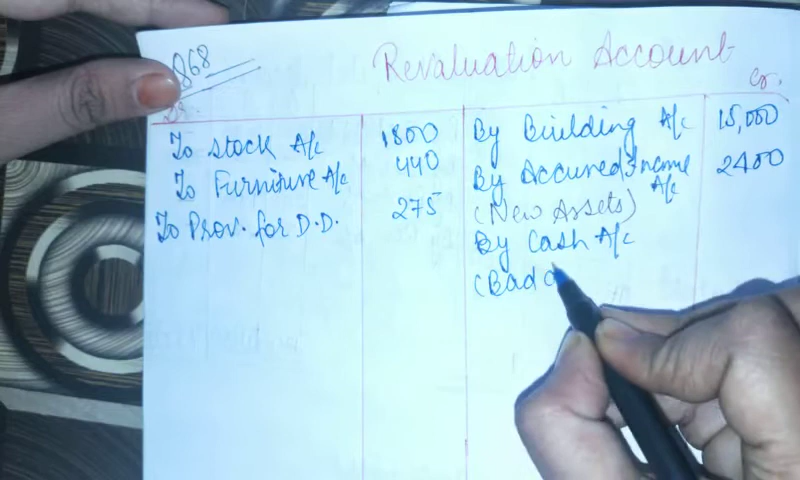 868
Revaluation Account
Dr.
Cr.
To Stock A/c 1800
To Furniture A/c 440
To Prov. for D.D. 275
By Building A/c 15,000
By Accured Income A/c 2400
(New Assets)
By Cash A/c
(Bad d